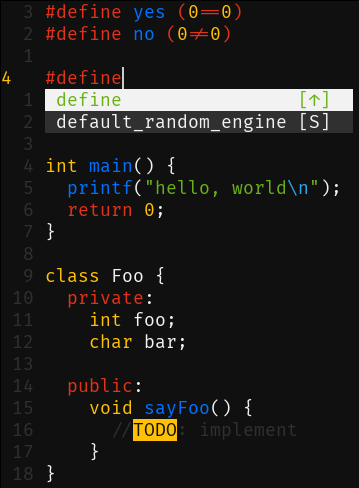 3 #define yes (0==0)
2 #define no (0≠0)
1
4 #define
1 define [↑]
2 default_random_engine [S]
3
4 int main() {
5 printf("hello, world\n");
6 return 0;
7 }
8
9 class Foo {
10 private:
11 int foo;
12 char bar;
13
14 public:
15 void sayFoo() {
16 //TODO: implement
17 }
18 }